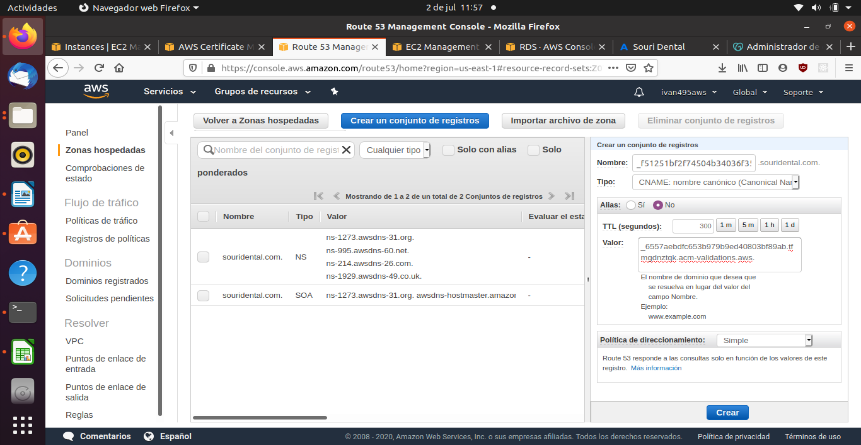 Actividades
Navegador web Firefox
2 de jul 11:57
Route 53 Management Console - Mozilla Firefox
Instances | EC2 M
AWS Certificate M
Route 53 Manage
EC2 Management
RDS · AWS Conso
Souri Dental
Administrador de
https://console.aws.amazon.com/route53/home?region=us-east-1#resource-record-sets:Z0
aws
Servicios
Grupos de recursos
ivan495aws
Global
Soporte
Panel
Zonas hospedadas
Comprobaciones de
estado
Flujo de tráfico
Políticas de tráfico
Registros de políticas
Dominios
Dominios registrados
Solicitudes pendientes
Resolver
VPC
Puntos de enlace de
entrada
Puntos de enlace de
salida
Reglas
Volver a Zonas hospedadas
Crear un conjunto de registros
Importar archivo de zona
Eliminar conjunto de registros
Nombre del conjunto de regist
Cualquier tipo
Solo con alias
Solo
ponderados
Mostrando de 1 a 2 de un total de 2 Conjuntos de registros
Nombre Tipo Valor Evaluar el esta
souridental.com. NS
ns-1273.awsdns-31.org.
ns-995.awsdns-60.net.
ns-214.awsdns-26.com.
ns-1929.awsdns-49.co.uk.
-
souridental.com. SOA ns-1273.awsdns-31.org. awsdns-hostmaster.amazor -
Crear un conjunto de registros
Nombre: _f51251bf2f74504b34036f35 .souridental.com.
Tipo: CNAME: nombre canónico (Canonical Nar
Alias: Sí No
TTL (segundos): 300 1 m 5 m 1 h 1 d
Valor: _6557aebdfc653b979b9ed40803bf89ab.tf
mgdnztqk.acm-validations.aws.
El nombre de dominio que desea que
se resuelva en lugar del valor del
campo Nombre.
Ejemplo:
www.example.com
Política de direccionamiento: Simple
Route 53 responde a las consultas solo en función de los valores de este
registro. Más información
Crear
Comentarios
Español
© 2008 - 2020, Amazon Web Services, Inc. o sus empresas afiliadas. Todos los derechos reservados.
Política de privacidad
Términos de uso